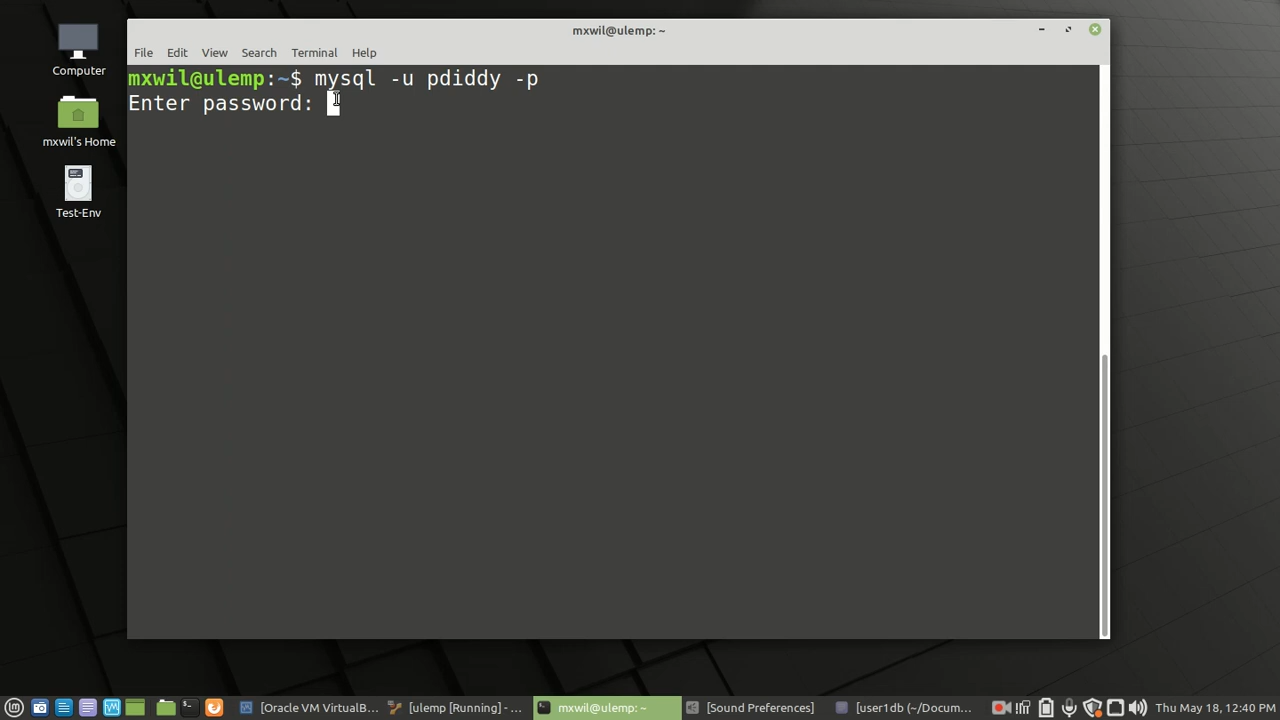 mxwil@ulemp: ~
File Edit View Search Terminal Help
mxwil@ulemp:~$ mysql -u pdiddy -p
Enter password:
Computer
mxwil's Home
Test-Env
[Oracle VM VirtualB... [ulemp [Running] - ... mxwil@ulemp: ~ [Sound Preferences] [user1db (~/Docum... Thu May 18, 12:40 PM